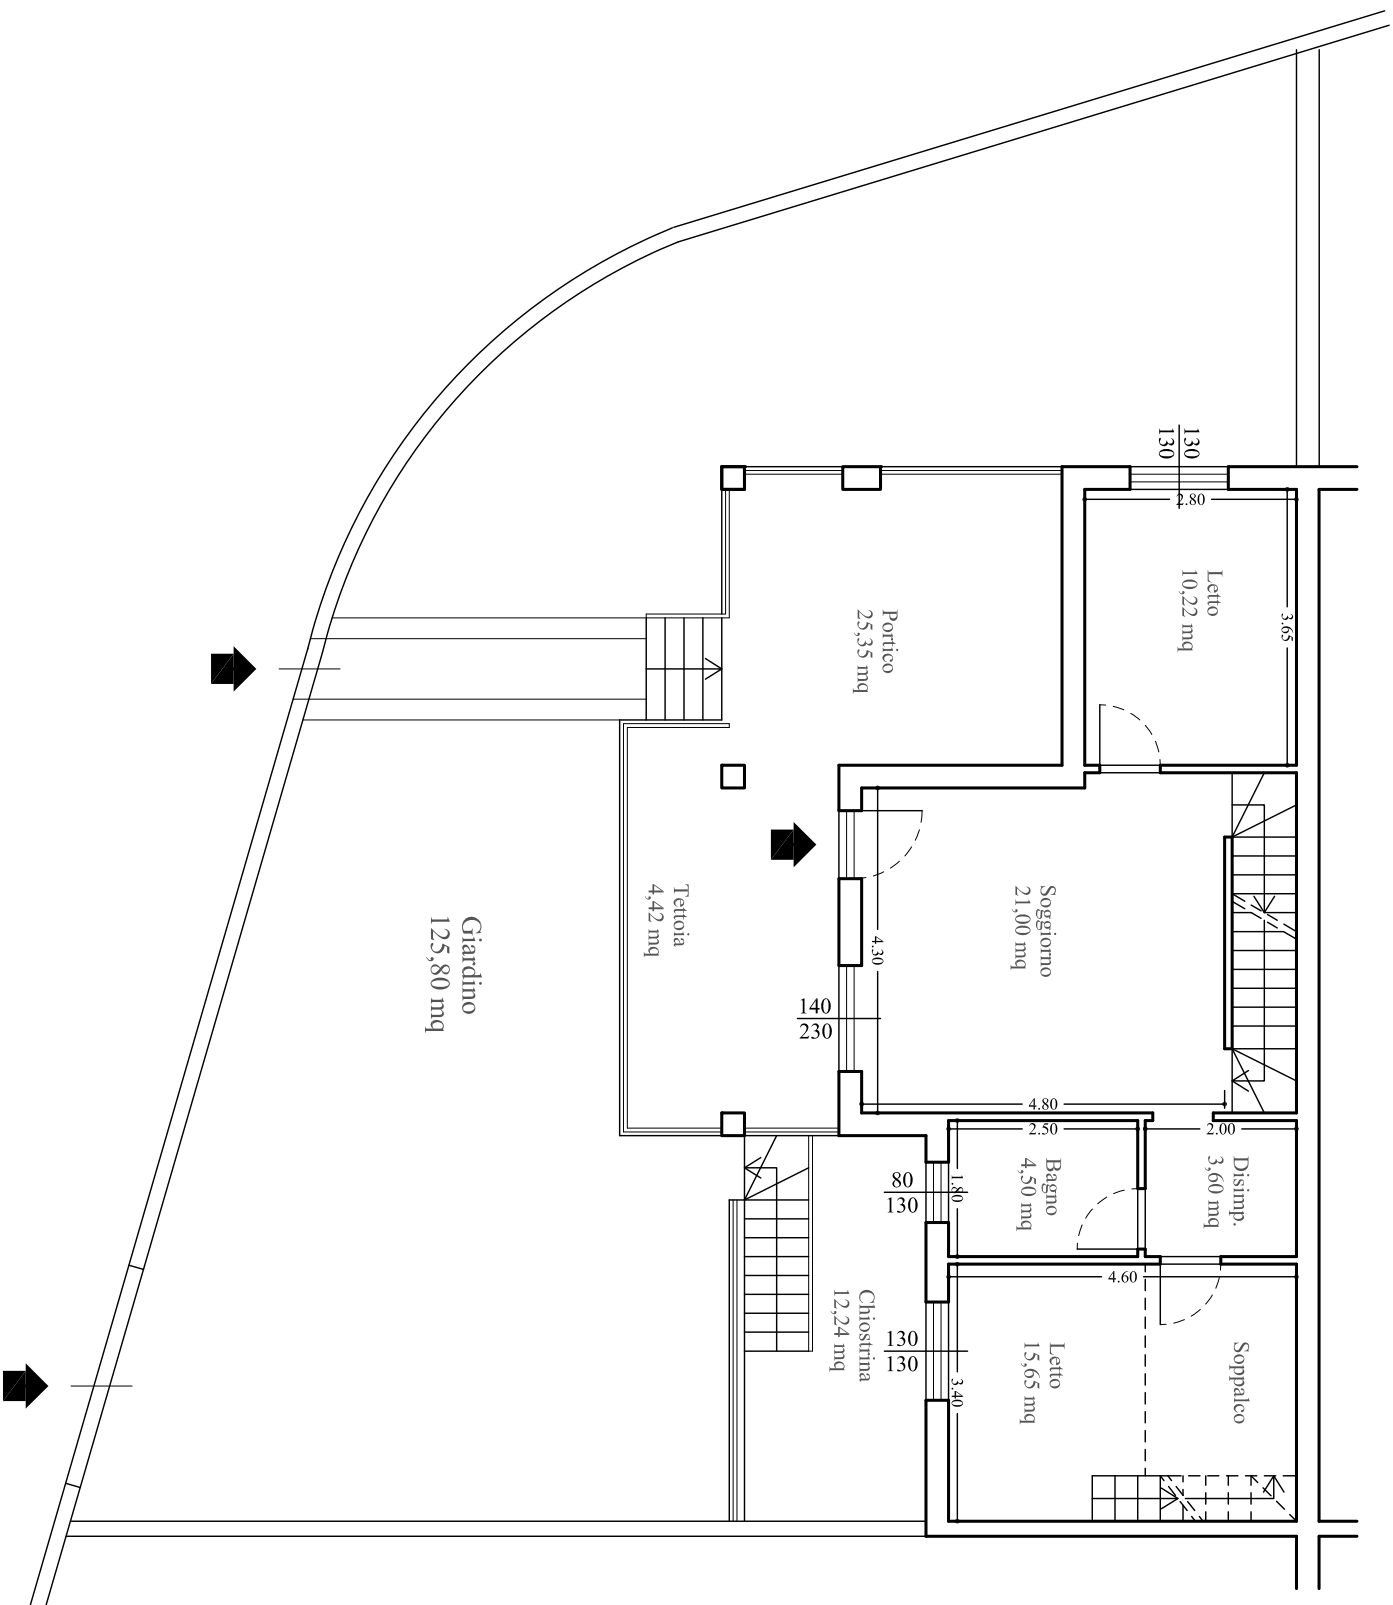 130
130
2.80
3.65
Letto
10,22 mq
Portico
25,35 mq
Soggiorno
21,00 mq
4.30
4.80
Tettoia
4,42 mq
140
230
Giardino
125,80 mq
2.50
2.00
Disimp.
3,60 mq
Bagno
4,50 mq
1.80
80
130
4.60
Soppalco
Letto
15,65 mq
3.40
130
130
Chiostrina
12,24 mq